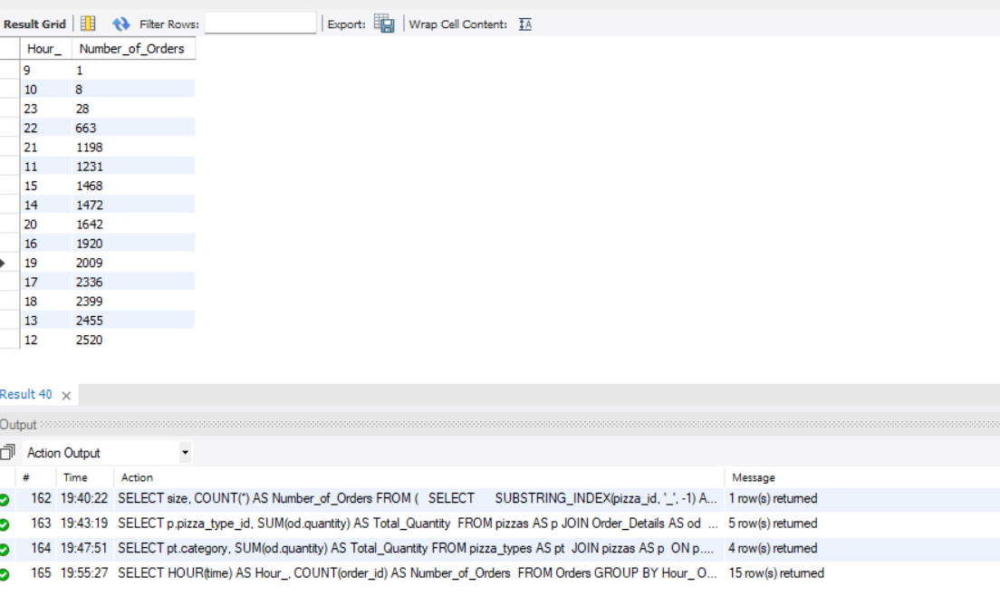 Result Grid Filter Rows: Export: Wrap Cell Content: IA
Hour_ Number_of_Orders
9 1
10 8
23 28
22 663
21 1198
11 1231
15 1468
14 1472
20 1642
16 1920
19 2009
17 2336
18 2399
13 2455
12 2520
Result 40 ×
Output
Action Output
# Time Action Message
162 19:40:22 SELECT size, COUNT(*) AS Number_of_Orders FROM ( SELECT SUBSTRING_INDEX(pizza_id, '_', -1) A... 1 row(s) returned
163 19:43:19 SELECT p.pizza_type_id, SUM(od.quantity) AS Total_Quantity FROM pizzas AS p JOIN Order_Details AS od ... 5 row(s) returned
164 19:47:51 SELECT pt.category, SUM(od.quantity) AS Total_Quantity FROM pizza_types AS pt JOIN pizzas AS p ON p.... 4 row(s) returned
165 19:55:27 SELECT HOUR(time) AS Hour_, COUNT(order_id) AS Number_of_Orders FROM Orders GROUP BY Hour_ O... 15 row(s) returned